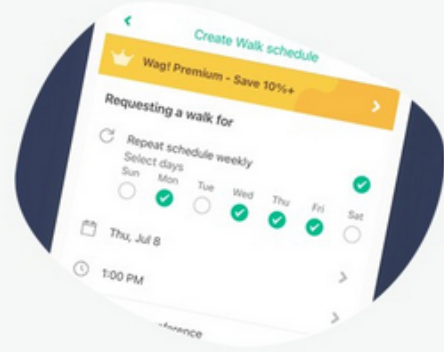 Create Walk schedule
Wag! Premium - Save 10%+
Requesting a walk for
Repeat schedule weekly
Select days
Sun Mon Tue Wed Thu Fri Sat
Thu, Jul 8
1:00 PM